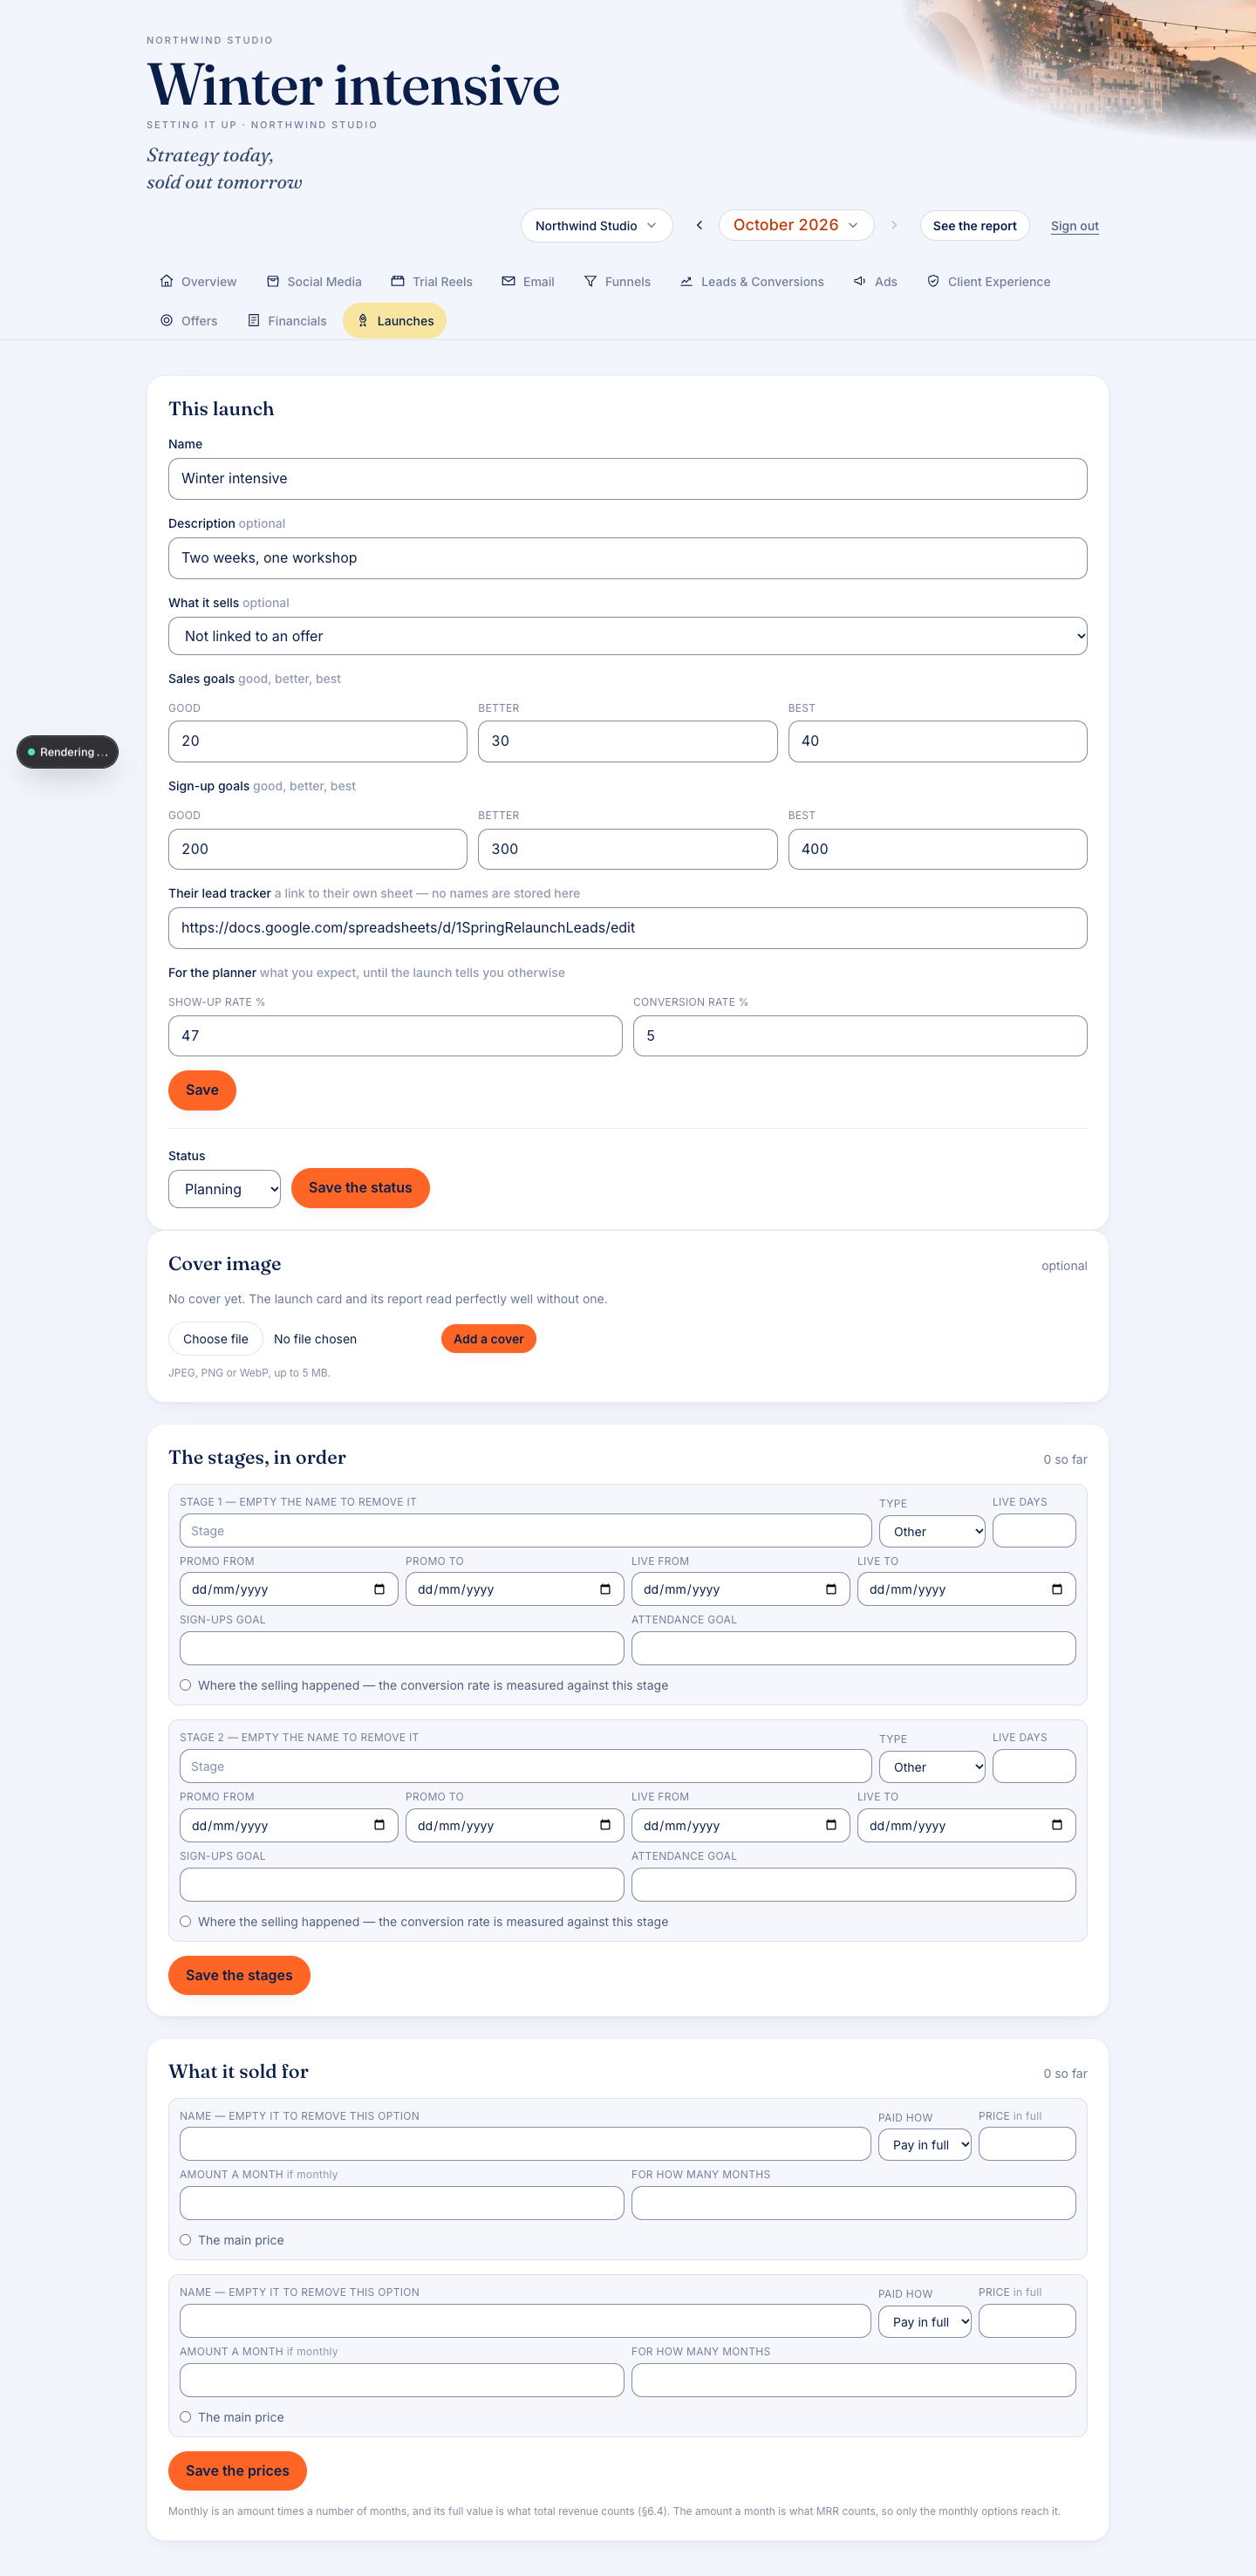 NORTHWIND STUDIO
Winter intensive
SETTING IT UP · NORTHWIND STUDIO
Strategy today,
sold out tomorrow
Northwind Studio October 2026 See the report Sign out
Overview Social Media Trial Reels Email Funnels Leads & Conversions Ads Client Experience
Offers Financials Launches
This launch
Name
Winter intensive
Description optional
Two weeks, one workshop
What it sells optional
Not linked to an offer
Sales goals good, better, best
GOOD BETTER BEST
20 30 40
Rendering...
Sign-up goals good, better, best
GOOD BETTER BEST
200 300 400
Their lead tracker a link to their own sheet — no names are stored here
https://docs.google.com/spreadsheets/d/1SpringRelaunchLeads/edit
For the planner what you expect, until the launch tells you otherwise
SHOW-UP RATE % CONVERSION RATE %
47 5
Save
Status
Planning Save the status
Cover image optional
No cover yet. The launch card and its report read perfectly well without one.
Choose file No file chosen Add a cover
JPEG, PNG or WebP, up to 5 MB.
The stages, in order 0 so far
STAGE 1 — EMPTY THE NAME TO REMOVE IT TYPE LIVE DAYS
Stage Other
PROMO FROM PROMO TO LIVE FROM LIVE TO
dd/mm/yyyy dd/mm/yyyy dd/mm/yyyy dd/mm/yyyy
SIGN-UPS GOAL ATTENDANCE GOAL
Where the selling happened — the conversion rate is measured against this stage
STAGE 2 — EMPTY THE NAME TO REMOVE IT TYPE LIVE DAYS
Stage Other
PROMO FROM PROMO TO LIVE FROM LIVE TO
dd/mm/yyyy dd/mm/yyyy dd/mm/yyyy dd/mm/yyyy
SIGN-UPS GOAL ATTENDANCE GOAL
Where the selling happened — the conversion rate is measured against this stage
Save the stages
What it sold for 0 so far
NAME — EMPTY IT TO REMOVE THIS OPTION PAID HOW PRICE in full
Pay in full
AMOUNT A MONTH if monthly FOR HOW MANY MONTHS
The main price
NAME — EMPTY IT TO REMOVE THIS OPTION PAID HOW PRICE in full
Pay in full
AMOUNT A MONTH if monthly FOR HOW MANY MONTHS
The main price
Save the prices
Monthly is an amount times a number of months, and its full value is what total revenue counts (§6.4). The amount a month is what MRR counts, so only the monthly options reach it.